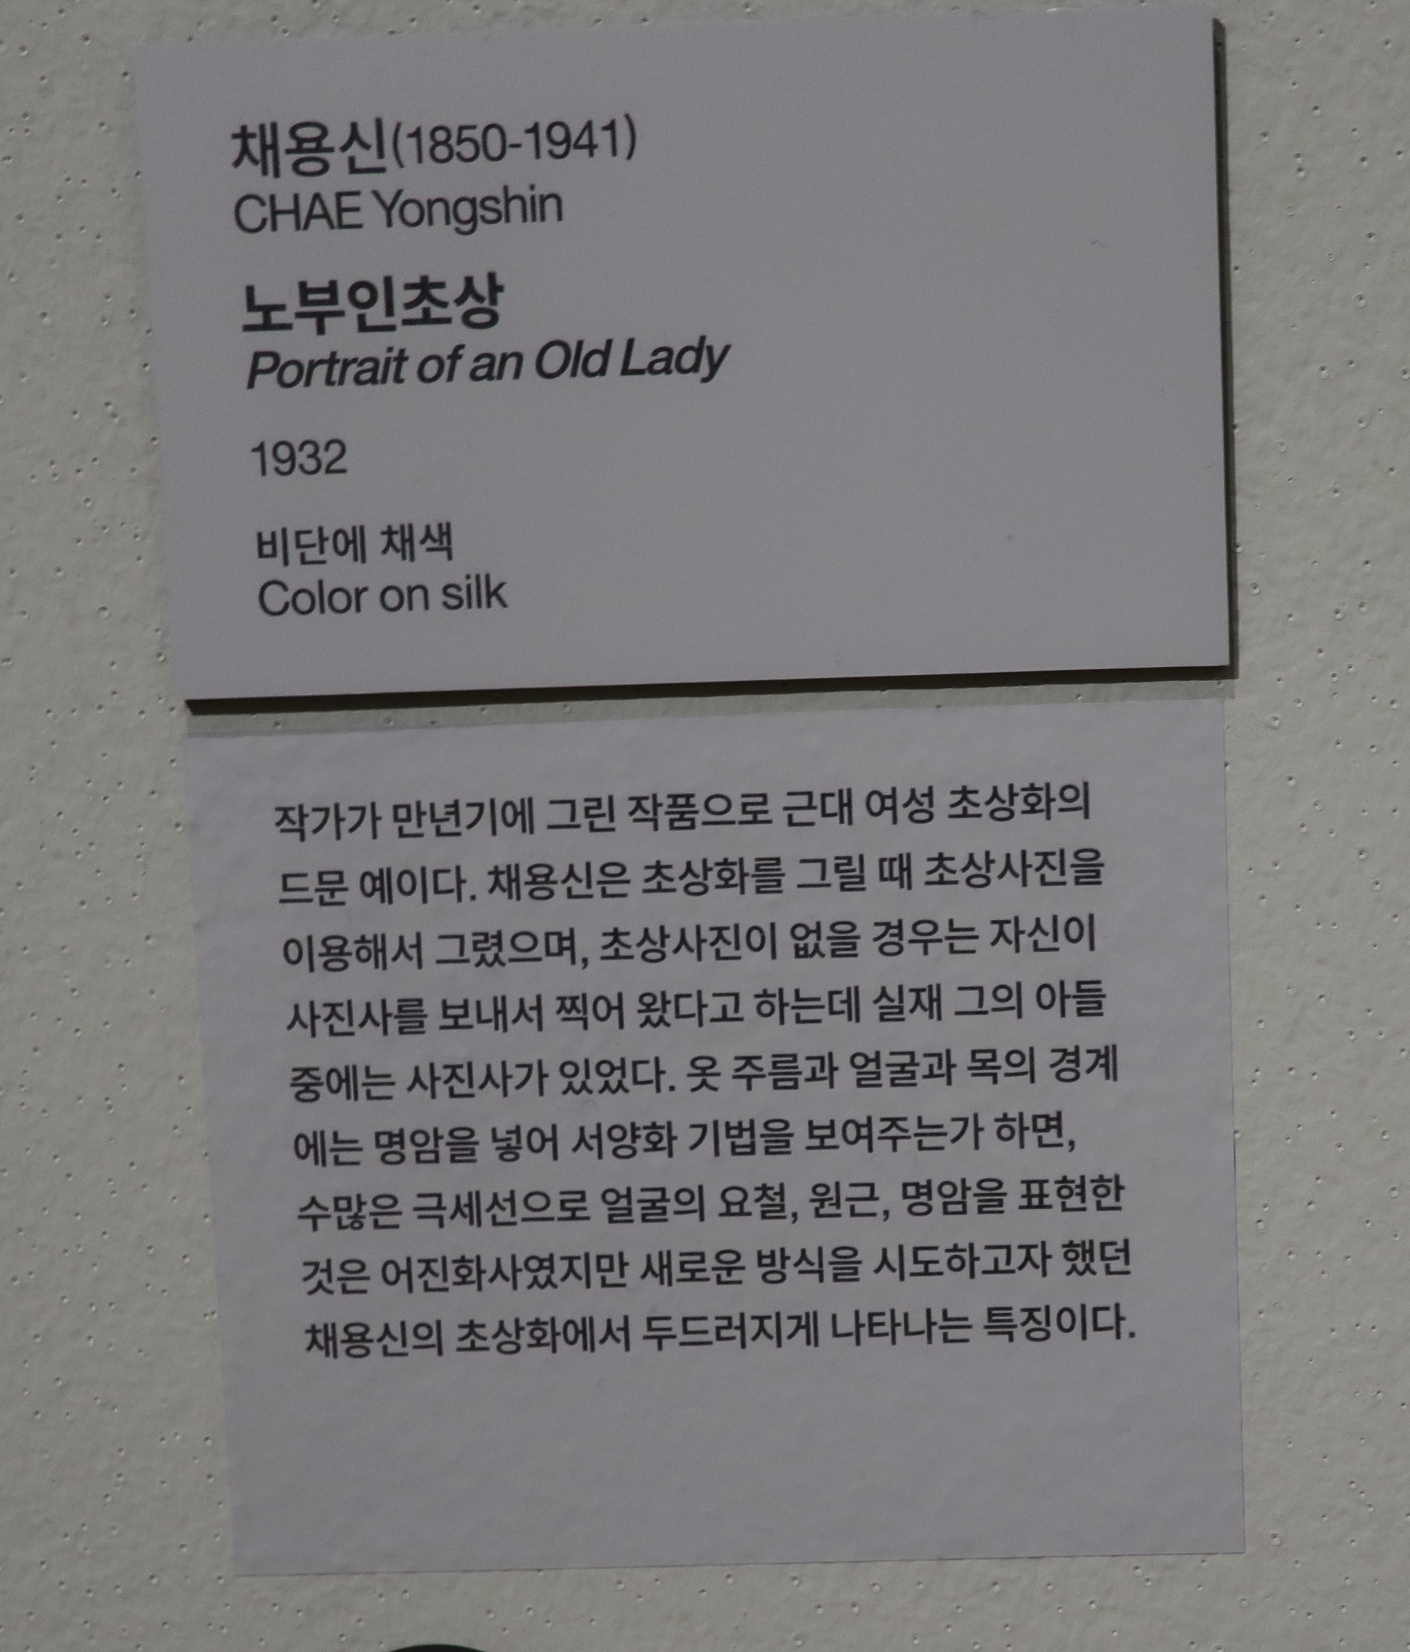 채용신(1850-1941)
CHAE Yongshin
노부인초상
Portrait of an Old Lady
1932
비단에 채색
Color on silk
작가가 만년기에 그린 작품으로 근대 여성 초상화의
드문 예이다. 채용신은 초상화를 그릴 때 초상사진을
이용해서 그렸으며, 초상사진이 없을 경우는 자신이
사진사를 보내서 찍어 왔다고 하는데 실재 그의 아들
중에는 사진사가 있었다. 옷 주름과 얼굴과 목의 경계
에는 명암을 넣어 서양화 기법을 보여주는가 하면,
수많은 극세선으로 얼굴의 요철, 원근, 명암을 표현한
것은 어진화사였지만 새로운 방식을 시도하고자 했던
채용신의 초상화에서 두드러지게 나타나는 특징이다.